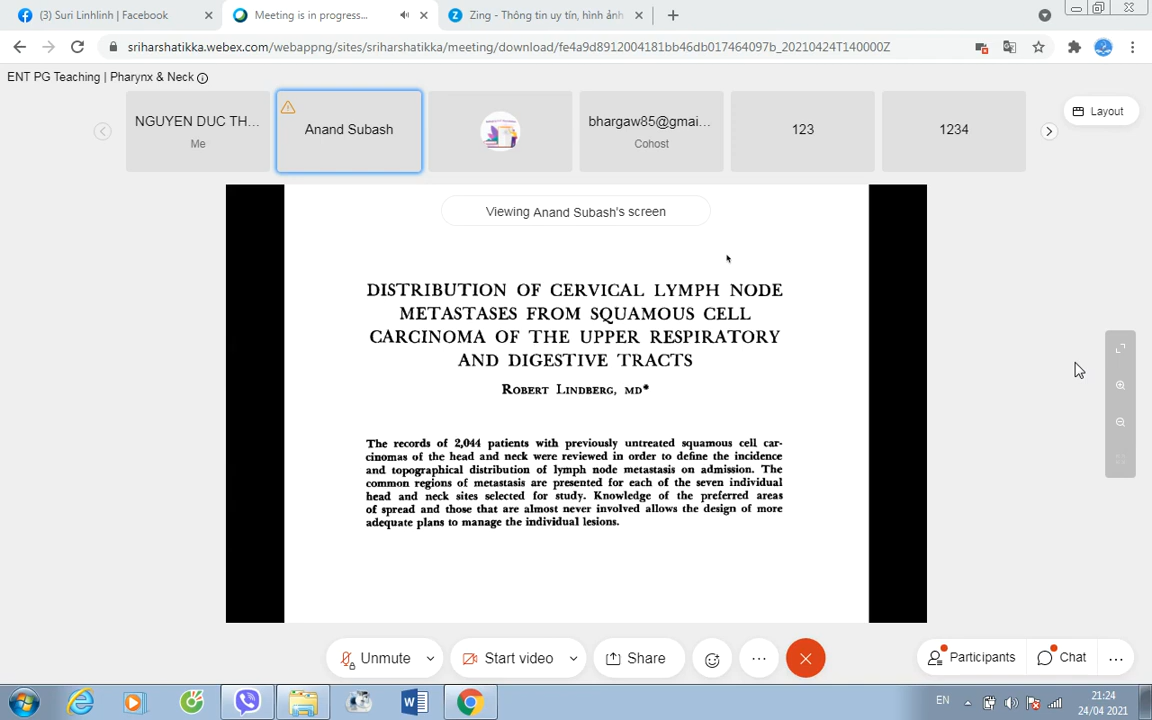 (3) Suri Linhlinh | Facebook
Meeting is in progress...
Zing - Thông tin uy tín, hình ảnh
sriharshatikka.webex.com/webappng/sites/sriharshatikka/meeting/download/fe4a9d8912004181bb46db017464097b_20210424T140000Z
ENT PG Teaching | Pharynx & Neck
NGUYEN DUC TH...
Me
Anand Subash
bhargaw85@gmai...
Cohost
123
1234
Layout
Viewing Anand Subash's screen
DISTRIBUTION OF CERVICAL LYMPH NODE
METASTASES FROM SQUAMOUS CELL
CARCINOMA OF THE UPPER RESPIRATORY
AND DIGESTIVE TRACTS
ROBERT LINDBERG, MD*
The records of 2,044 patients with previously untreated squamous cell car-
cinomas of the head and neck were reviewed in order to define the incidence
and topographical distribution of lymph node metastasis on admission. The
common regions of metastasis are presented for each of the seven individual
head and neck sites selected for study. Knowledge of the preferred areas
of spread and those that are almost never involved allows the design of more
adequate plans to manage the individual lesions.
Unmute
Start video
Share
Participants
Chat
EN
21:24
24/04/2021